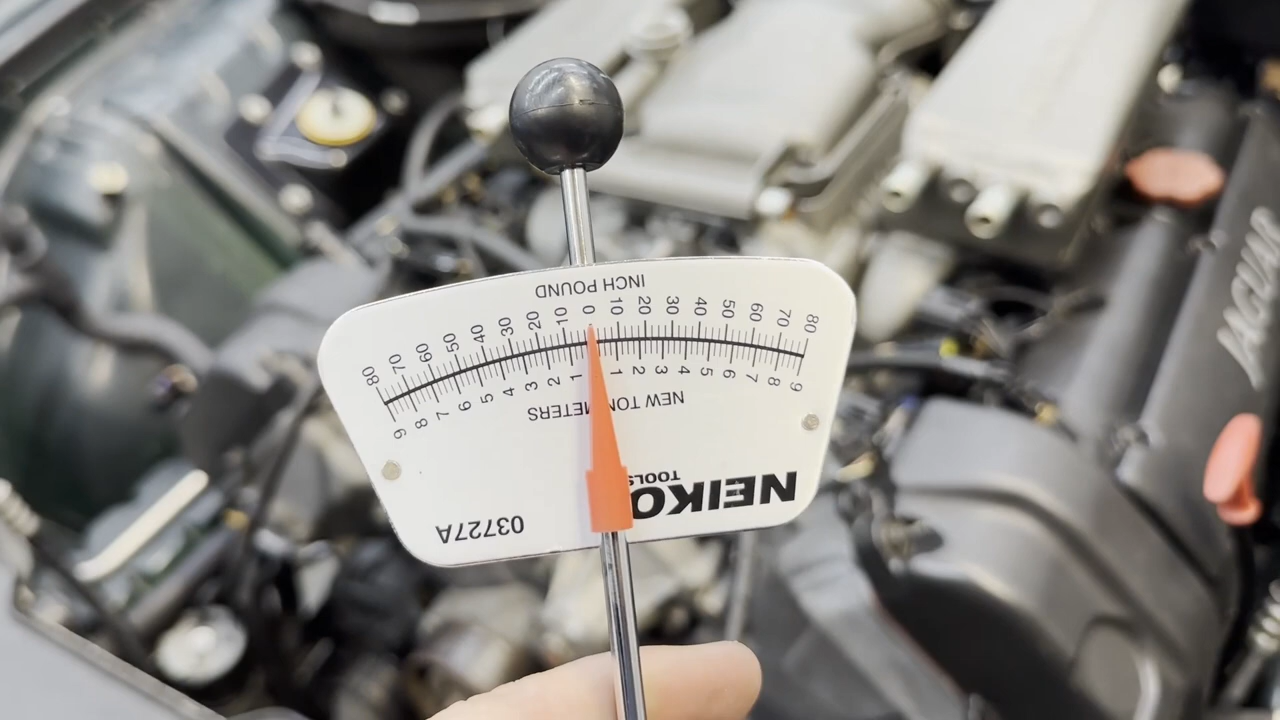 NEIKO
TOOLS
03727A
NEW TON METERS
9 8 7 6 5 4 3 2 1 1 2 3 4 5 6 7 8 9
80 70 60 50 40 30 20 10 0 10 20 30 40 50 60 70 80
INCH POUND
JAGUAR